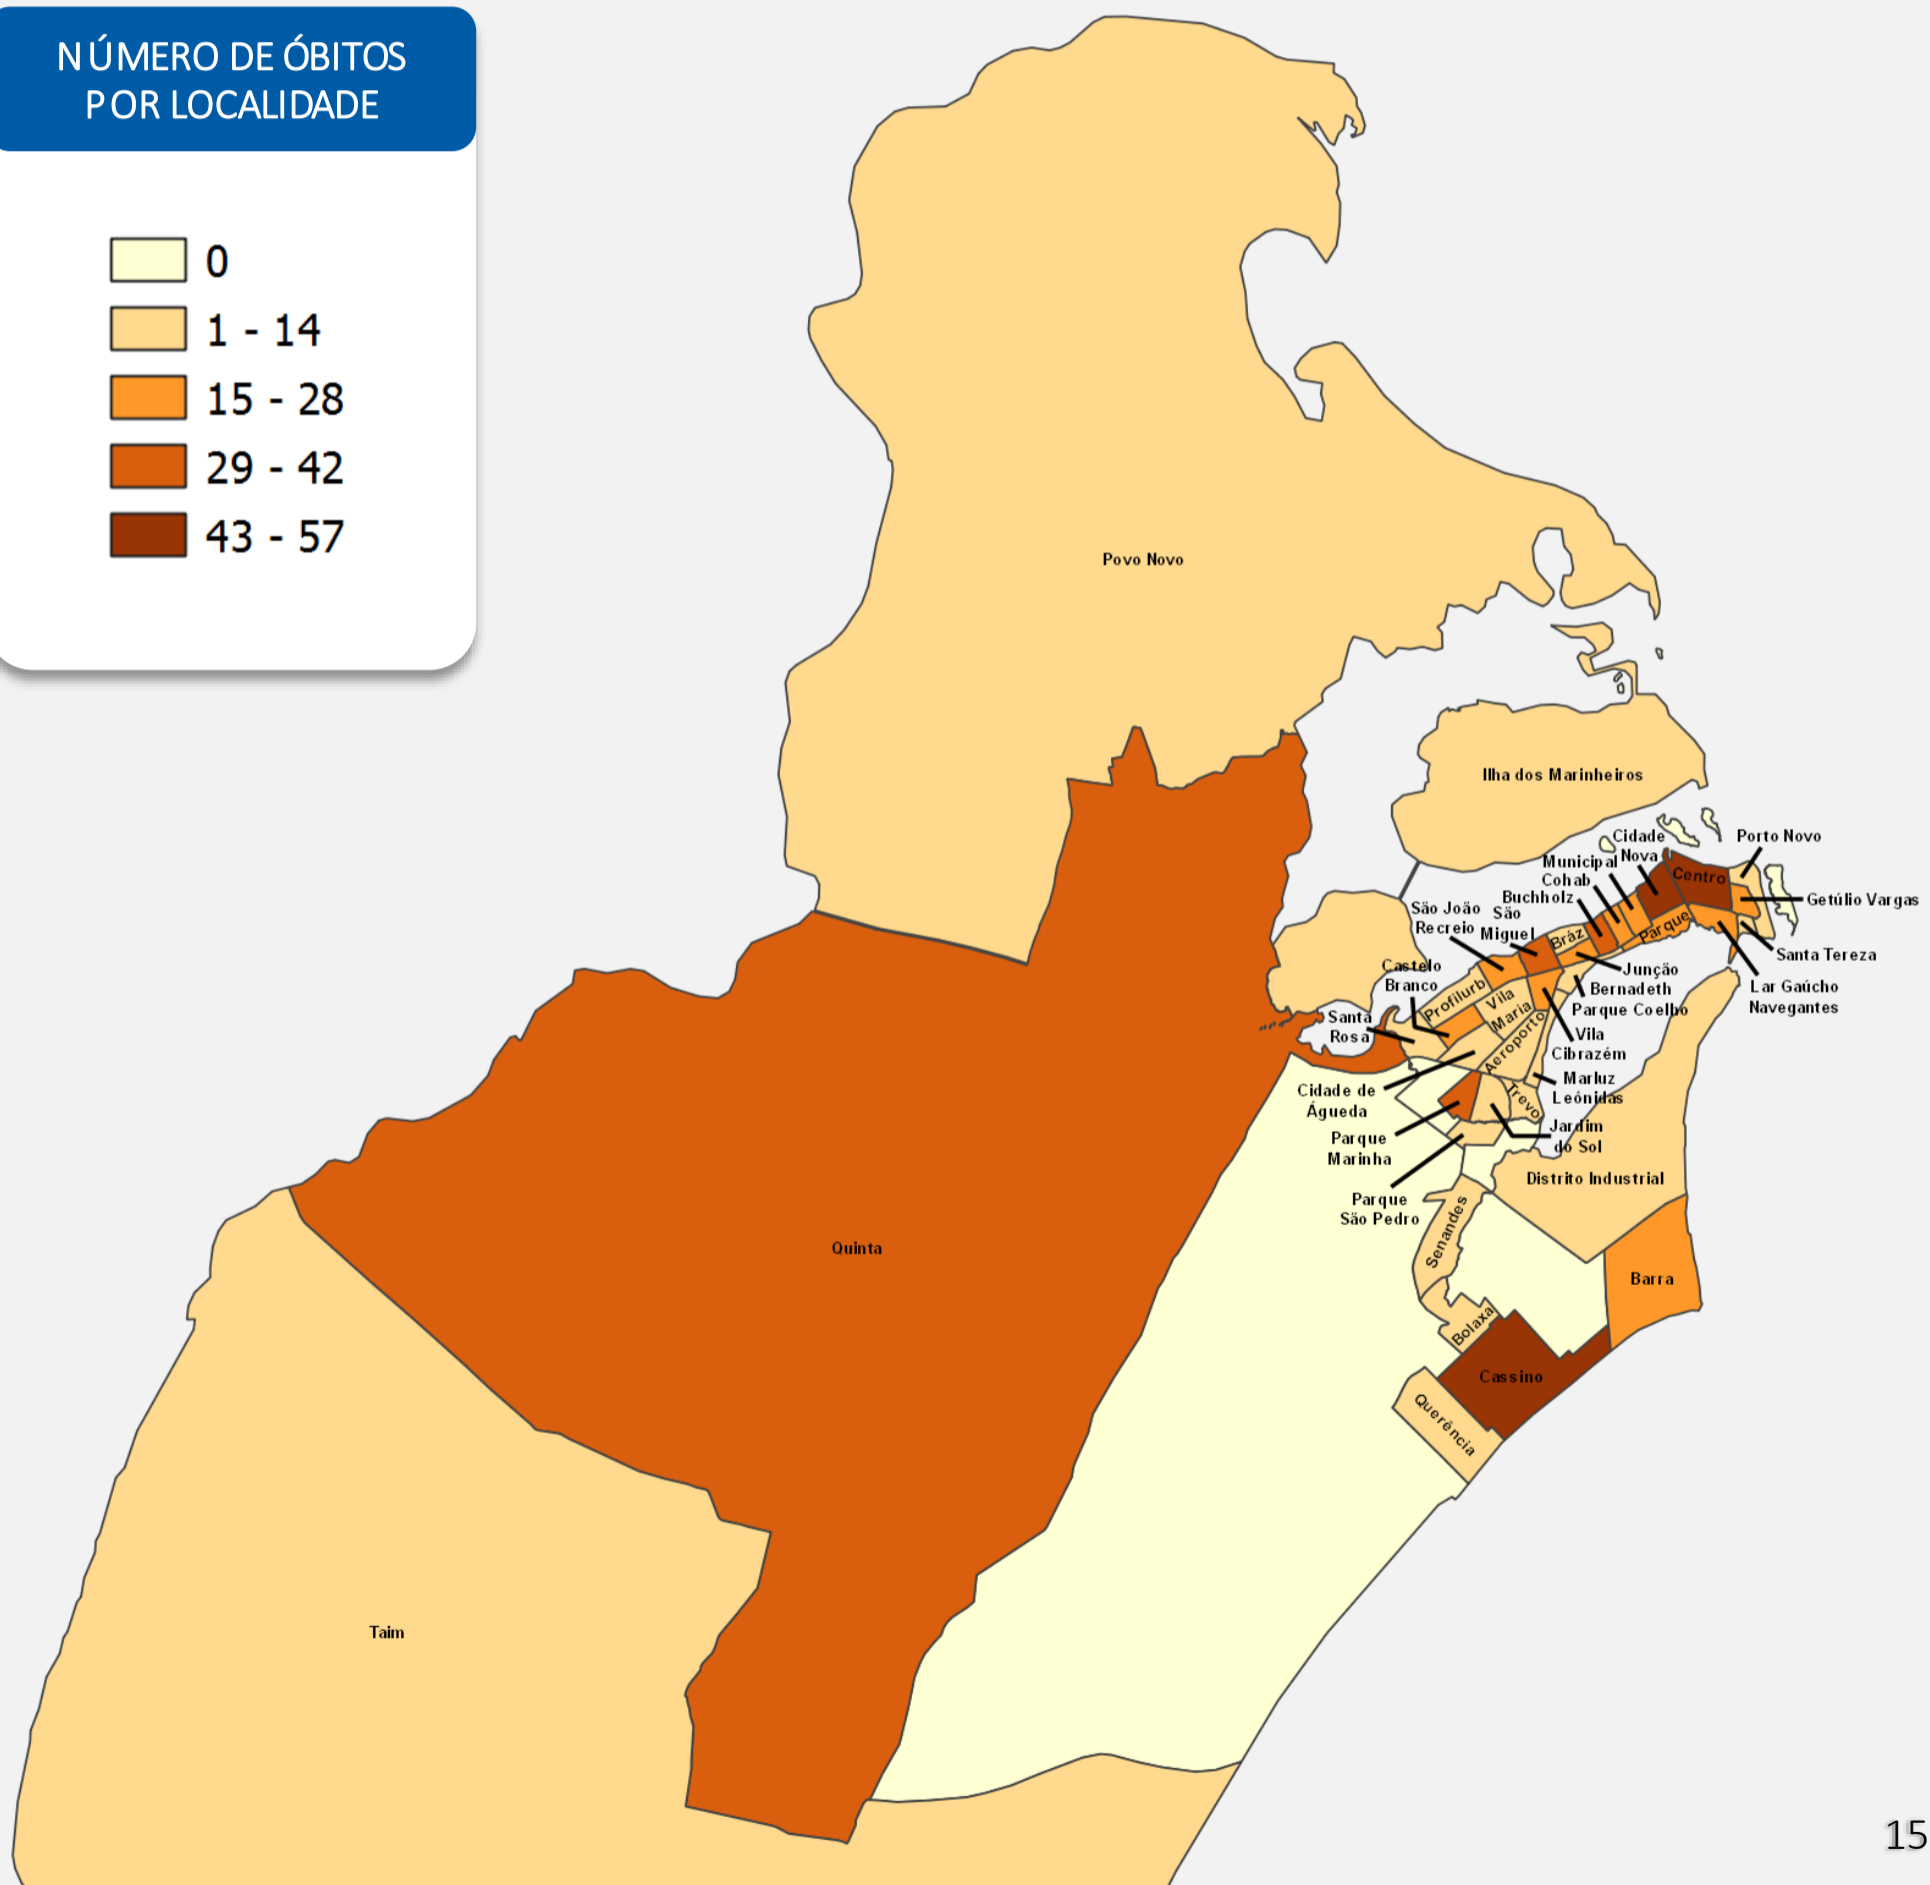 NÚMERO DE ÓBITOS
POR LOCALIDADE
0
1 - 14
15 - 28
29 - 42
43 - 57
Povo Novo
Ilha dos Marinheiros
Cidade
Nova
Porto Novo
Municipal
Cohab
Buchholz
Centro
Getúlio Vargas
São João
Recreio
São
Miguel
Bráz
Parque
Santa Tereza
Castelo
Branco
Junção
Bernadeth
Parque Coelho
Lar Gaúcho
Navegantes
Profilurb
Vila
Maria
Santa
Rosa
Aeroporto
Vila
Cibrazém
Marluz
Leônidas
Trevo
Cidade de
Águeda
Jardim
do Sol
Parque
Marinha
Parque
São Pedro
Distrito Industrial
Senandes
Quinta
Barra
Bolaxa
Cassino
Querência
Taim
15